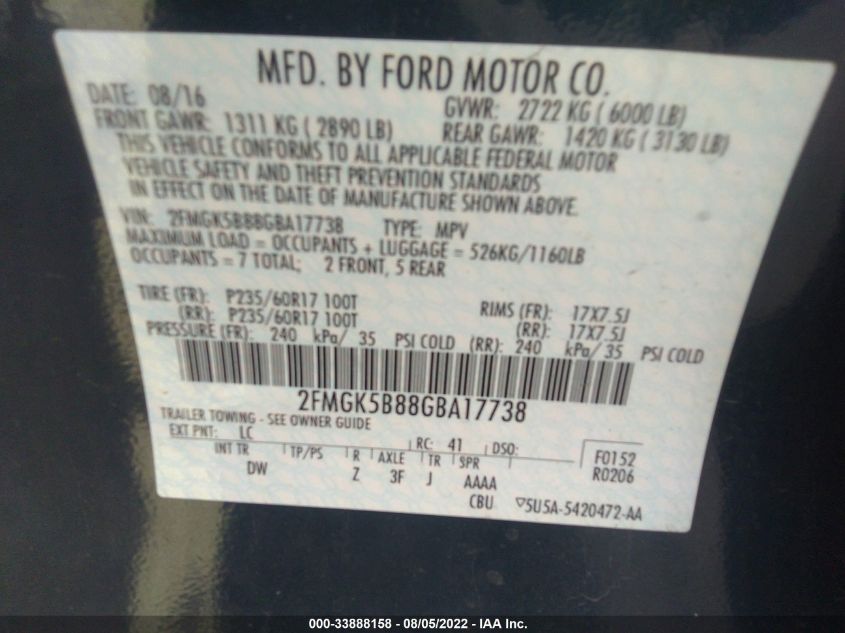 MFD. BY FORD MOTOR CO.
DATE: 08/16 GVWR: 2722 KG ( 6000 LB)
FRONT GAWR: 1311 KG ( 2890 LB) REAR GAWR: 1420 KG ( 3130 LB)
THIS VEHICLE CONFORMS TO ALL APPLICABLE FEDERAL MOTOR
VEHICLE SAFETY AND THEFT PREVENTION STANDARDS
IN EFFECT ON THE DATE OF MANUFACTURE SHOWN ABOVE.
VIN: 2FMGK5B88GBA17738 TYPE: MPV
MAXIMUM LOAD = OCCUPANTS + LUGGAGE = 526KG/1160LB
OCCUPANTS = 7 TOTAL; 2 FRONT, 5 REAR
TIRE (FR): P235/60R17 100T RIMS (FR): 17X7.5J
(RR): P235/60R17 100T (RR): 17X7.5J
PRESSURE (FR): 240 kPa/ 35 PSI COLD (RR): 240 kPa/ 35 PSI COLD
2FMGK5B88GBA17738
TRAILER TOWING - SEE OWNER GUIDE
EXT PNT: LC RC: 41 DSO: F0152
INT TR TP/PS R AXLE TR SPR R0206
DW Z 3F J AAAA
CBU ▽5U5A-5420472-AA
000-33888158 - 08/05/2022 - IAA Inc.